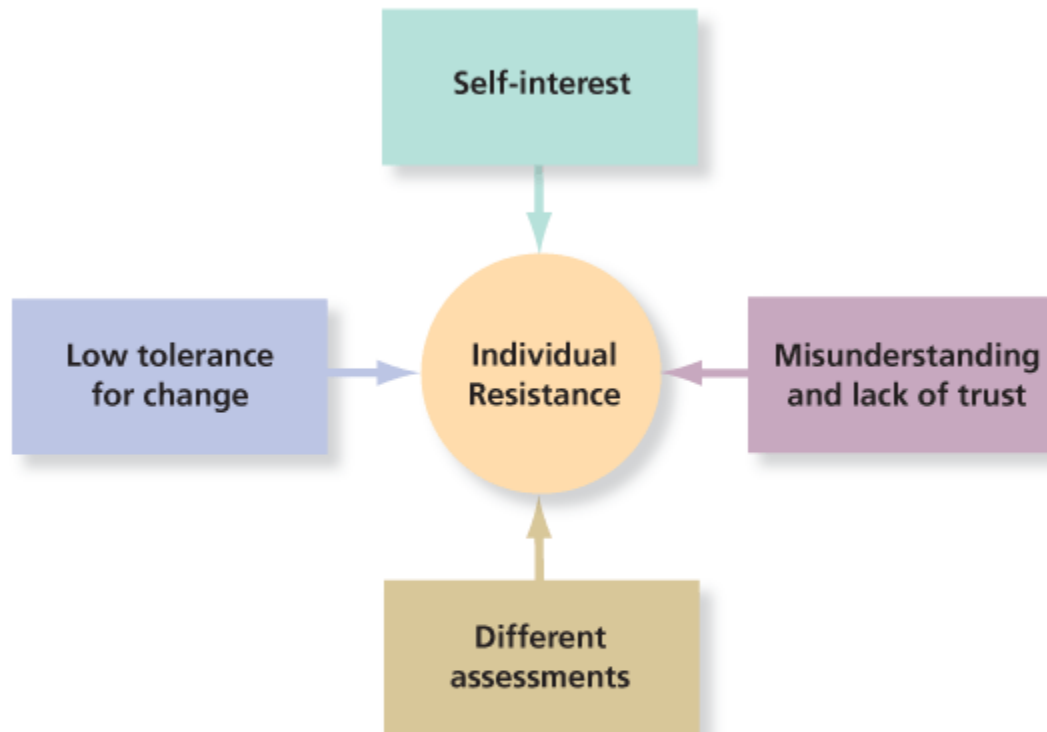 Self-interest
Low tolerance
for change
Individual
Resistance
Misunderstanding
and lack of trust
Different
assessments